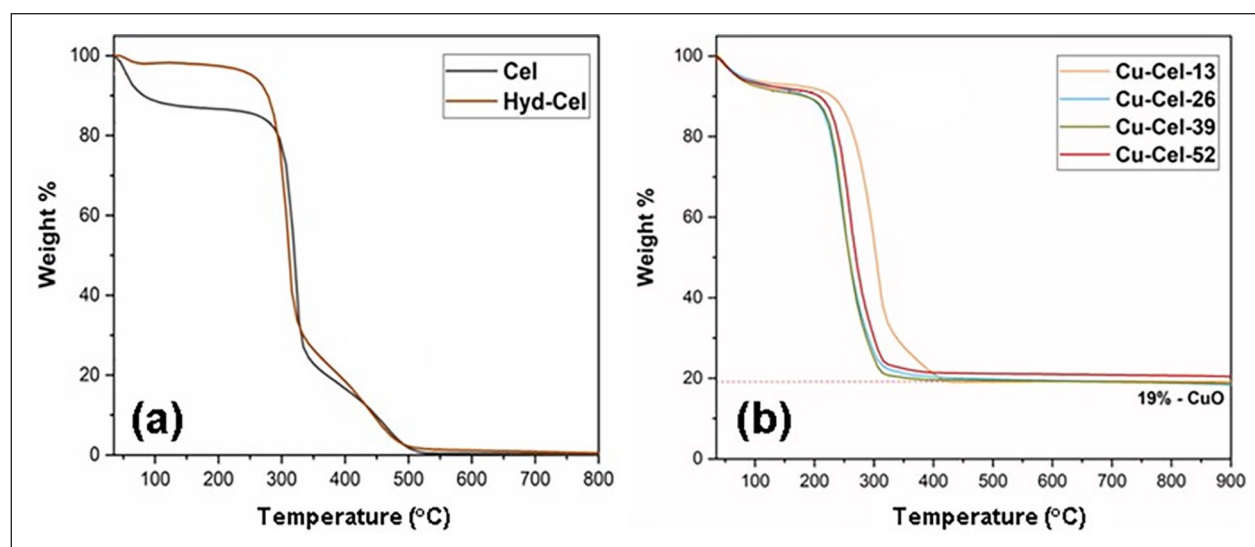 100
80
60
40
20
0
Weight %
Cel
Hyd-Cel
(a)
100 200 300 400 500 600 700 800
Temperature (°C)
100
80
60
40
20
0
Weight %
Cu-Cel-13
Cu-Cel-26
Cu-Cel-39
Cu-Cel-52
19% - CuO
(b)
100 200 300 400 500 600 700 800 900
Temperature (°C)